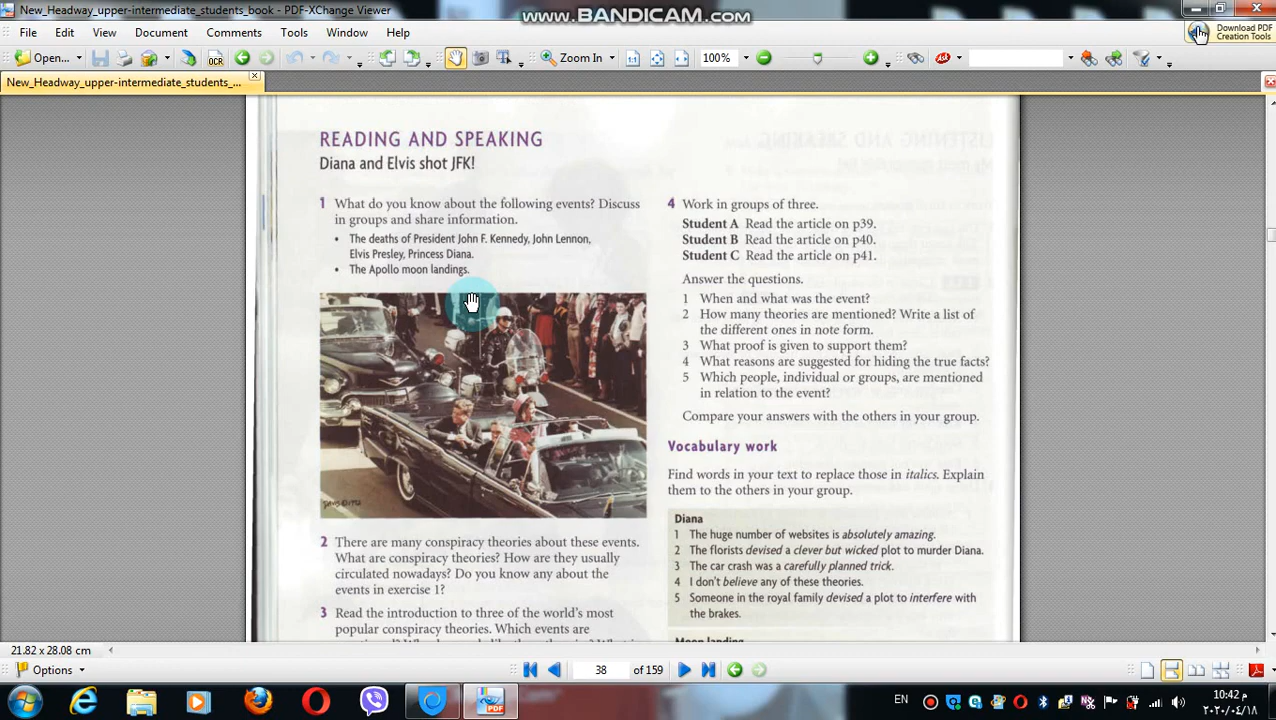 New_Headway_upper-intermediate_students_book - PDF-XChange Viewer
www.BANDICAM.com
File Edit View Document Comments Tools Window Help
Download PDF
Creation Tools
Open...
OCR
Zoom In
100%
New_Headway_upper-intermediate_students_...
READING AND SPEAKING
Diana and Elvis shot JFK!
1 What do you know about the following events? Discuss
in groups and share information.
• The deaths of President John F. Kennedy, John Lennon,
Elvis Presley, Princess Diana.
• The Apollo moon landings.
2 There are many conspiracy theories about these events.
What are conspiracy theories? How are they usually
circulated nowadays? Do you know any about the
events in exercise 1?
3 Read the introduction to three of the world's most
popular conspiracy theories. Which events are
4 Work in groups of three.
Student A Read the article on p39.
Student B Read the article on p40.
Student C Read the article on p41.
Answer the questions.
1 When and what was the event?
2 How many theories are mentioned? Write a list of
the different ones in note form.
3 What proof is given to support them?
4 What reasons are suggested for hiding the true facts?
5 Which people, individual or groups, are mentioned
in relation to the event?
Compare your answers with the others in your group.
Vocabulary work
Find words in your text to replace those in italics. Explain
them to the others in your group.
Diana
1 The huge number of websites is absolutely amazing.
2 The florists devised a clever but wicked plot to murder Diana.
3 The car crash was a carefully planned trick.
4 I don't believe any of these theories.
5 Someone in the royal family devised a plot to interfere with
the brakes.
Moon landing
21.82 x 28.08 cm
Options
38 of 159
EN
10:42 م
٢٠٢٠/٠٤/١٨